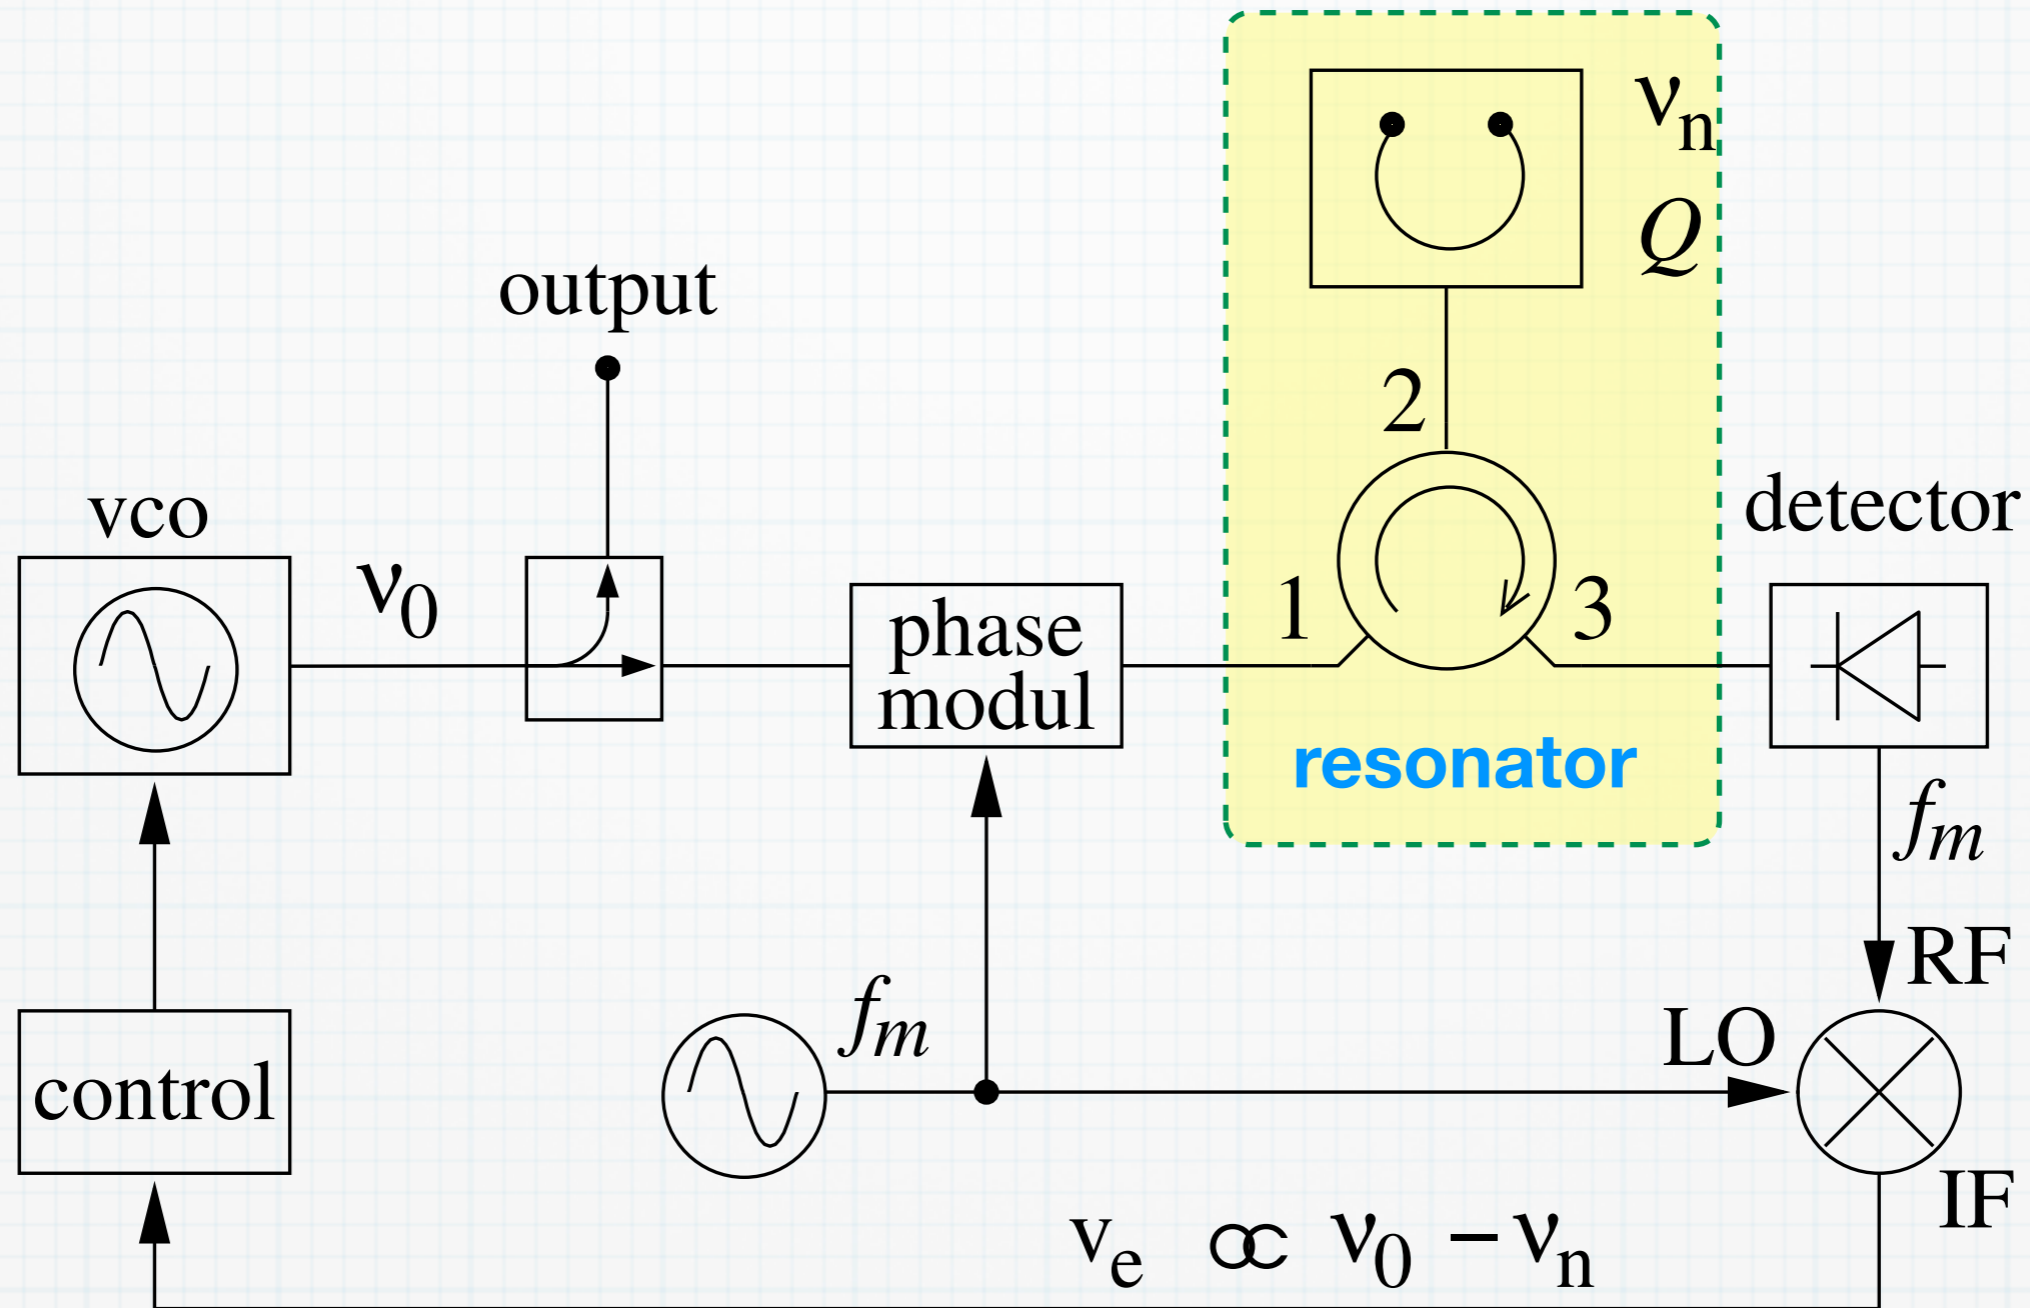 νn
Q
output
2
vco
ν0
detector
1
3
phase
modul
resonator
fm
RF
fm
LO
control
IF
ve ∝ ν0 − νn